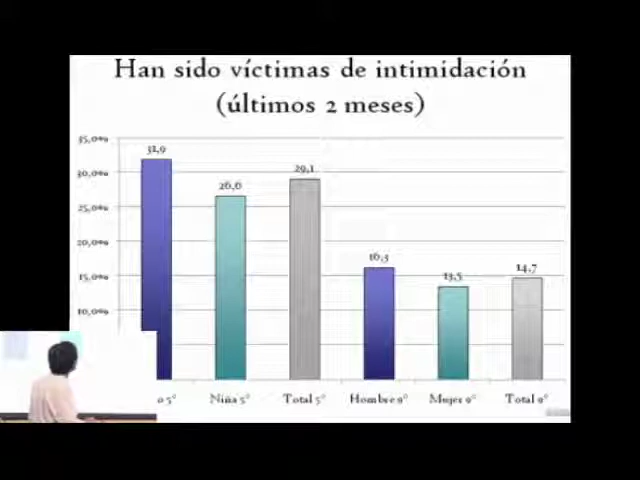 Han sido víctimas de intimidación
(últimos 2 meses)
35,0%
30,0%
25,0%
20,0%
15,0%
10,0%
31,9
26,6
29,1
16,3
13,5
14,7
o 5°
Niña 5°
Total 5°
Hombre 9°
Mujer 9°
Total 9°